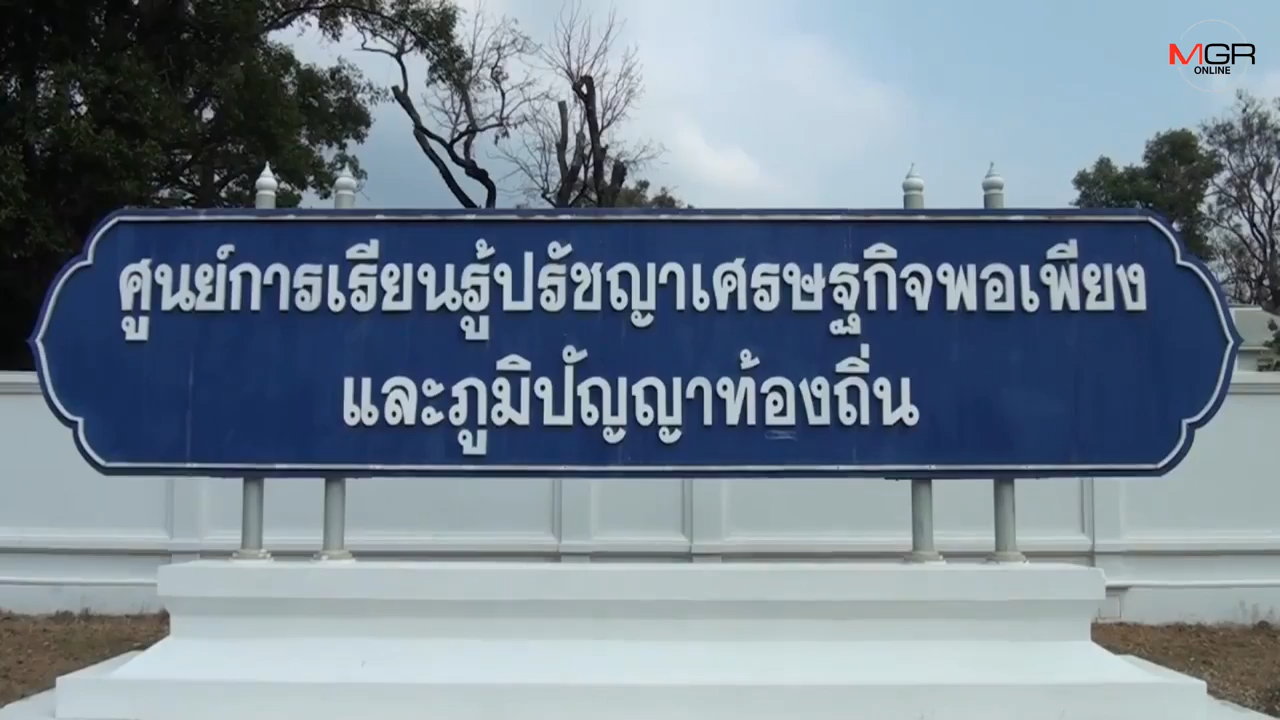 MGR
ONLINE
ศูนย์การเรียนรู้ปรัชญาเศรษฐกิจพอเพียง
และภูมิปัญญาท้องถิ่น